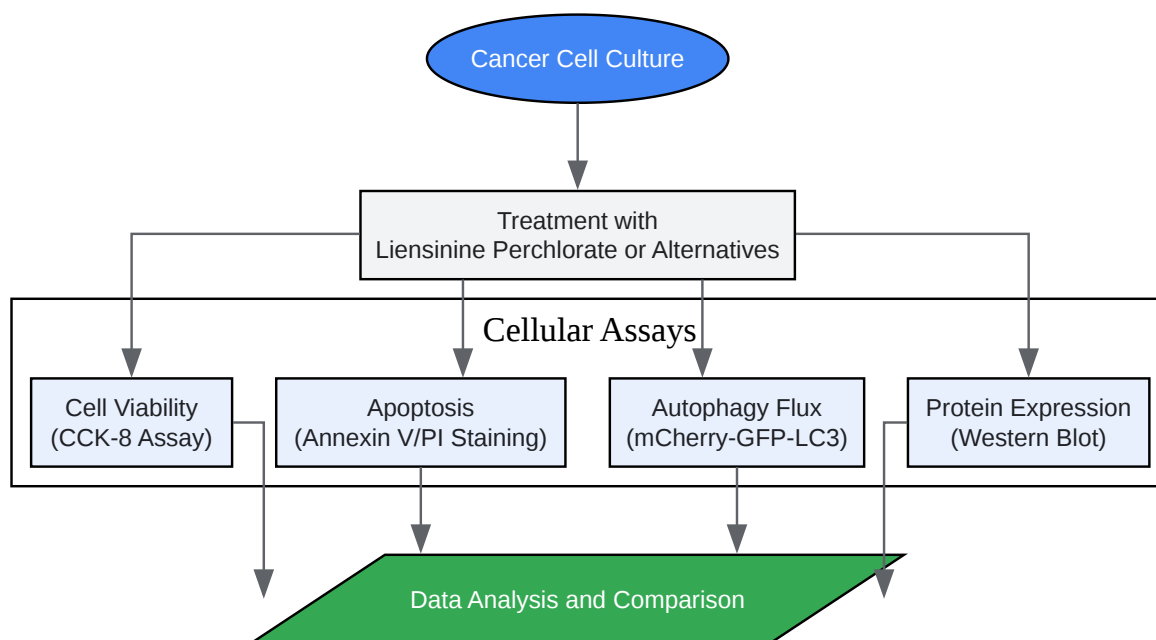 Cancer Cell Culture
Treatment with
Liensinine Perchlorate or Alternatives
Cellular Assays
Cell Viability
(CCK-8 Assay)
Apoptosis
(Annexin V/PI Staining)
Autophagy Flux
(mCherry-GFP-LC3)
Protein Expression
(Western Blot)
Data Analysis and Comparison